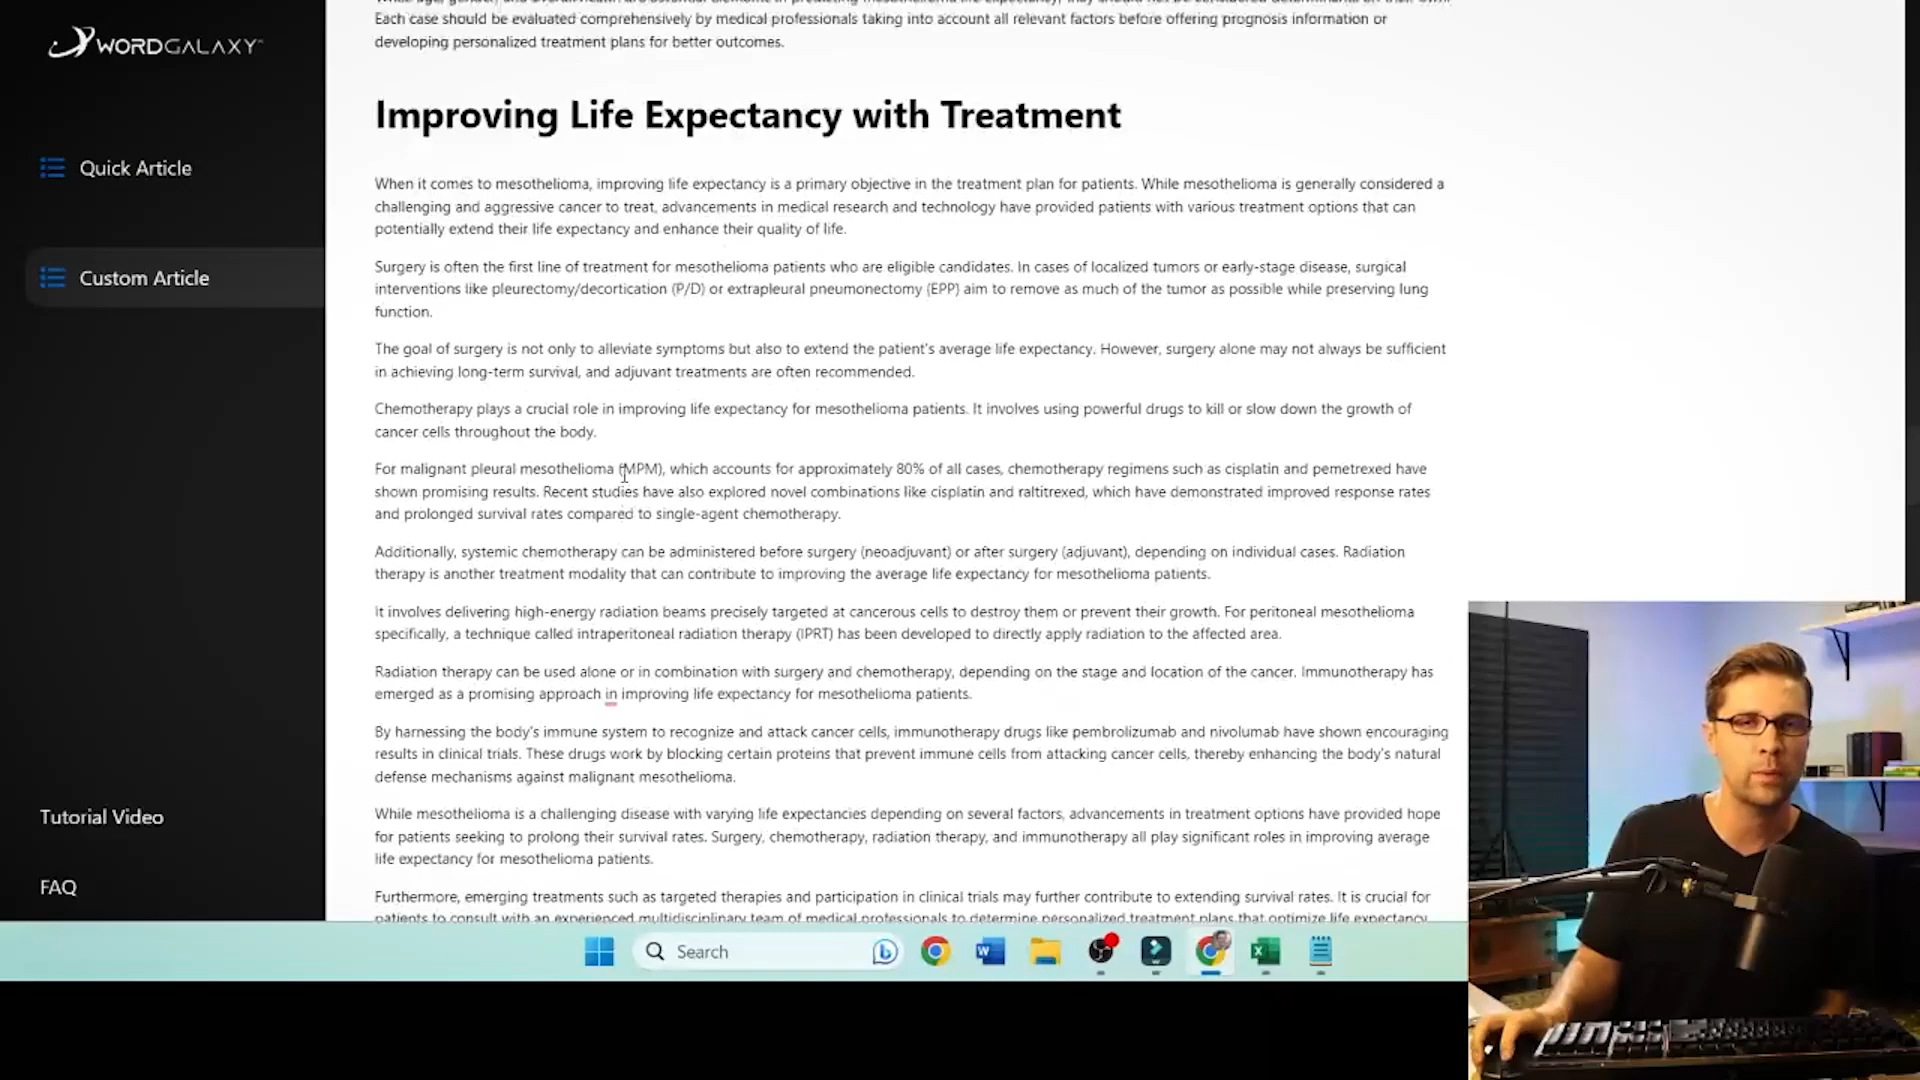 WORDGALAXY
Quick Article
Custom Article
Tutorial Video
FAQ
Each case should be evaluated comprehensively by medical professionals taking into account all relevant factors before offering prognosis information or
developing personalized treatment plans for better outcomes.
Improving Life Expectancy with Treatment
When it comes to mesothelioma, improving life expectancy is a primary objective in the treatment plan for patients. While mesothelioma is generally considered a
challenging and aggressive cancer to treat, advancements in medical research and technology have provided patients with various treatment options that can
potentially extend their life expectancy and enhance their quality of life.
Surgery is often the first line of treatment for mesothelioma patients who are eligible candidates. In cases of localized tumors or early-stage disease, surgical
interventions like pleurectomy/decortication (P/D) or extrapleural pneumonectomy (EPP) aim to remove as much of the tumor as possible while preserving lung
function.
The goal of surgery is not only to alleviate symptoms but also to extend the patient's average life expectancy. However, surgery alone may not always be sufficient
in achieving long-term survival, and adjuvant treatments are often recommended.
Chemotherapy plays a crucial role in improving life expectancy for mesothelioma patients. It involves using powerful drugs to kill or slow down the growth of
cancer cells throughout the body.
For malignant pleural mesothelioma (MPM), which accounts for approximately 80% of all cases, chemotherapy regimens such as cisplatin and pemetrexed have
shown promising results. Recent studies have also explored novel combinations like cisplatin and raltitrexed, which have demonstrated improved response rates
and prolonged survival rates compared to single-agent chemotherapy.
Additionally, systemic chemotherapy can be administered before surgery (neoadjuvant) or after surgery (adjuvant), depending on individual cases. Radiation
therapy is another treatment modality that can contribute to improving the average life expectancy for mesothelioma patients.
It involves delivering high-energy radiation beams precisely targeted at cancerous cells to destroy them or prevent their growth. For peritoneal mesothelioma
specifically, a technique called intraperitoneal radiation therapy (IPRT) has been developed to directly apply radiation to the affected area.
Radiation therapy can be used alone or in combination with surgery and chemotherapy, depending on the stage and location of the cancer. Immunotherapy has
emerged as a promising approach in improving life expectancy for mesothelioma patients.
By harnessing the body's immune system to recognize and attack cancer cells, immunotherapy drugs like pembrolizumab and nivolumab have shown encouraging
results in clinical trials. These drugs work by blocking certain proteins that prevent immune cells from attacking cancer cells, thereby enhancing the body's natural
defense mechanisms against malignant mesothelioma.
While mesothelioma is a challenging disease with varying life expectancies depending on several factors, advancements in treatment options have provided hope
for patients seeking to prolong their survival rates. Surgery, chemotherapy, radiation therapy, and immunotherapy all play significant roles in improving average
life expectancy for mesothelioma patients.
Furthermore, emerging treatments such as targeted therapies and participation in clinical trials may further contribute to extending survival rates. It is crucial for
patients to consult with an experienced multidisciplinary team of medical professionals to determine personalized treatment plans that optimize life expectancy
Search